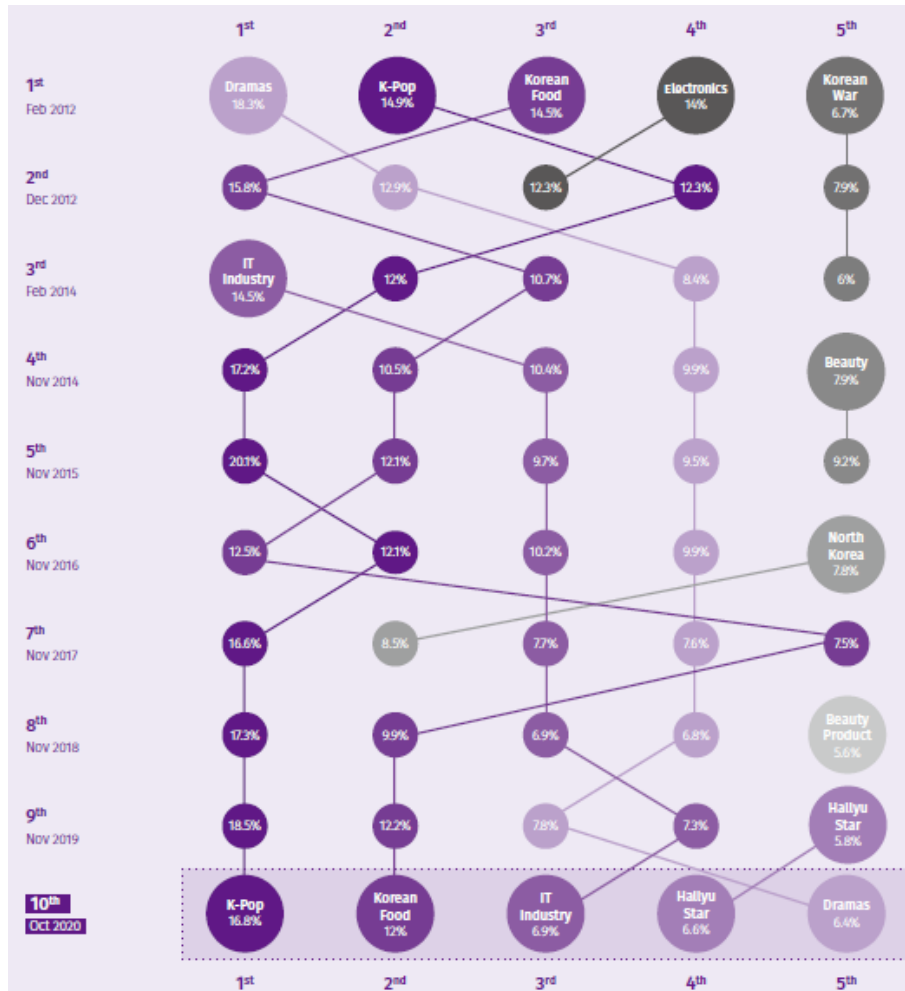 1st 2nd 3rd 4th 5th
1st
Feb 2012
Dramas
18.3%
K-Pop
14.9%
Korean
Food
14.5%
Electronics
14%
Korean
War
6.7%
2nd
Dec 2012
15.8% 12.9% 12.3% 12.3% 7.9%
3rd
Feb 2014
IT
Industry
14.5%
12% 10.7% 8.4% 6%
4th
Nov 2014
17.2% 10.5% 10.4% 9.9%
Beauty
7.9%
5th
Nov 2015
20.1% 12.1% 9.7% 9.5% 9.2%
6th
Nov 2016
12.5% 12.1% 10.2% 9.9%
North
Korea
7.8%
7th
Nov 2017
16.6% 8.5% 7.7% 7.6% 7.5%
8th
Nov 2018
17.3% 9.9% 6.9% 6.8%
Beauty
Product
5.6%
9th
Nov 2019
18.5% 12.2% 7.8% 7.3%
Hallyu
Star
5.8%
10th
Oct 2020
K-Pop
16.8%
Korean
Food
12%
IT
Industry
6.9%
Hallyu
Star
6.6%
Dramas
6.4%
1st 2nd 3rd 4th 5th